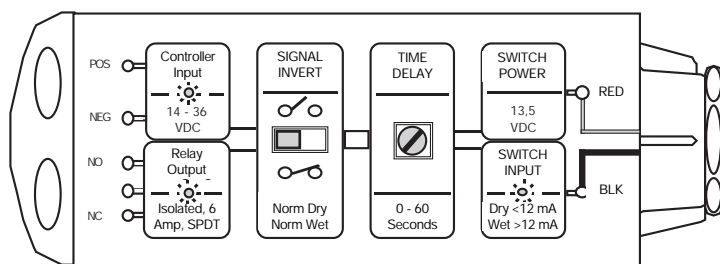 POS
NEG
NO
NC
Controller
Input
14 - 36
VDC
Relay
Output
Isolated, 6
Amp, SPDT
SIGNAL
INVERT
Norm Dry
Norm Wet
TIME
DELAY
0 - 60
Seconds
SWITCH
POWER
13,5
VDC
SWITCH
INPUT
Dry <12 mA
Wet >12 mA
RED
BLK